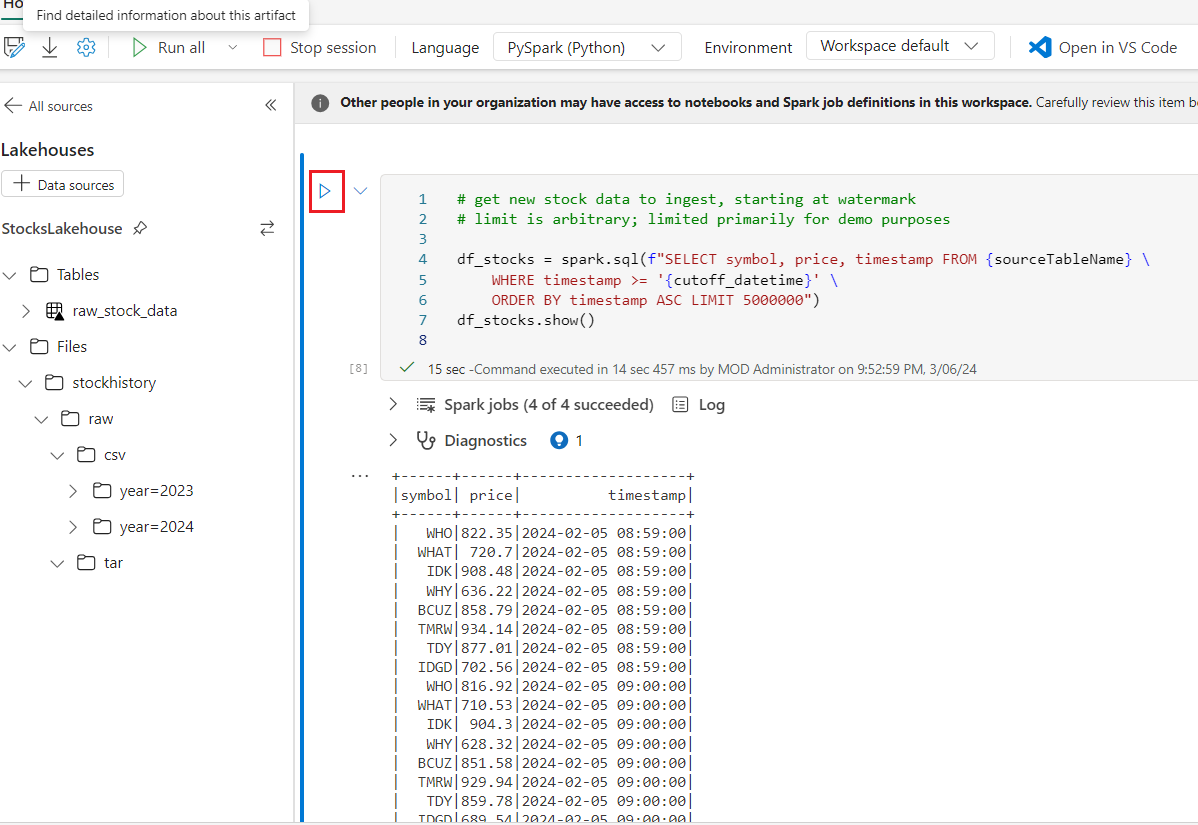 Ho
Find detailed information about this artifact
Run all
Stop session
Language
PySpark (Python)
Environment
Workspace default
Open in VS Code
All sources
Lakehouses
Data sources
StocksLakehouse
Tables
raw_stock_data
Files
stockhistory
raw
csv
year=2023
year=2024
tar
Other people in your organization may have access to notebooks and Spark job definitions in this workspace. Carefully review this item be
1 # get new stock data to ingest, starting at watermark
2 # limit is arbitrary; limited primarily for demo purposes
3
4 df_stocks = spark.sql(f"SELECT symbol, price, timestamp FROM {sourceTableName} \
5     WHERE timestamp >= '{cutoff_datetime}' \
6     ORDER BY timestamp ASC LIMIT 5000000")
7 df_stocks.show()
8
[8]
15 sec -Command executed in 14 sec 457 ms by MOD Administrator on 9:52:59 PM, 3/06/24
Spark jobs (4 of 4 succeeded)
Log
Diagnostics
1
...
+------+------+-------------------+
|symbol| price|          timestamp|
+------+------+-------------------+
|   WHO|822.35|2024-02-05 08:59:00|
|  WHAT| 720.7|2024-02-05 08:59:00|
|   IDK|908.48|2024-02-05 08:59:00|
|   WHY|636.22|2024-02-05 08:59:00|
|  BCUZ|858.79|2024-02-05 08:59:00|
|  TMRW|934.14|2024-02-05 08:59:00|
|   TDY|877.01|2024-02-05 08:59:00|
|  IDGD|702.56|2024-02-05 08:59:00|
|   WHO|816.92|2024-02-05 09:00:00|
|  WHAT|710.53|2024-02-05 09:00:00|
|   IDK| 904.3|2024-02-05 09:00:00|
|   WHY|628.32|2024-02-05 09:00:00|
|  BCUZ|851.58|2024-02-05 09:00:00|
|  TMRW|929.94|2024-02-05 09:00:00|
|   TDY|859.78|2024-02-05 09:00:00|
|  IDGD|689.54|2024-02-05 09:00:00|